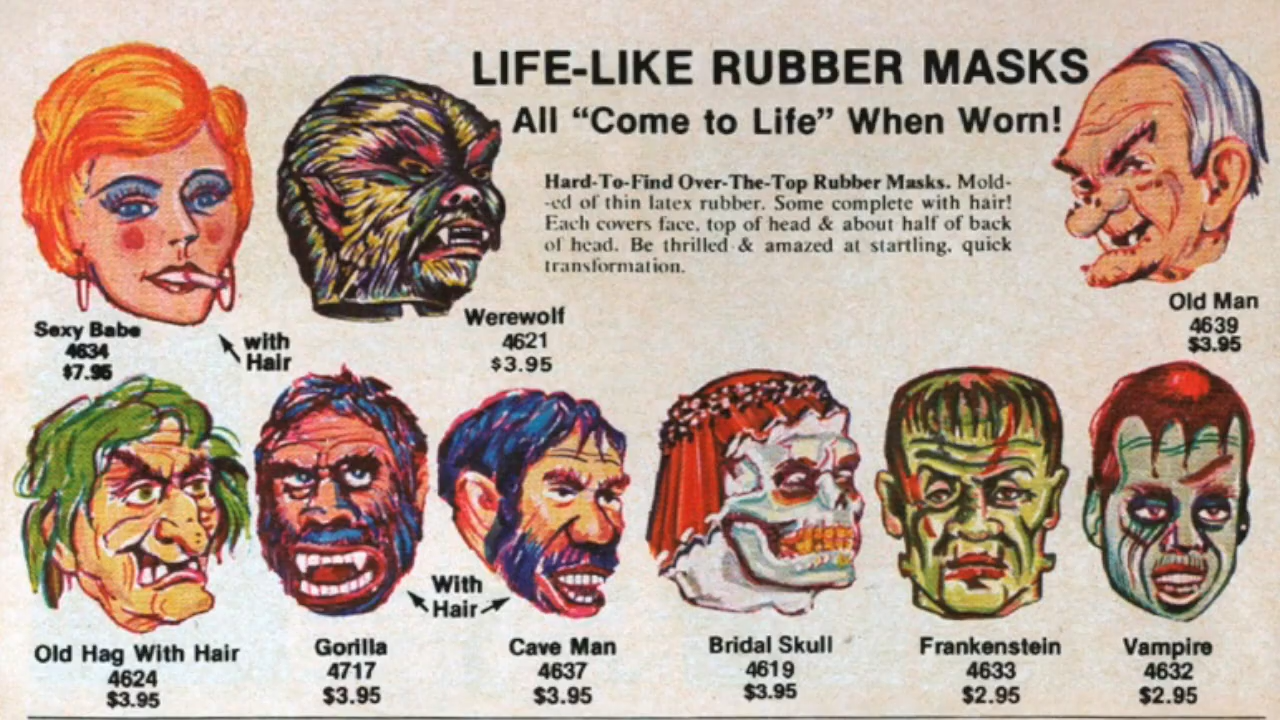 LIFE-LIKE RUBBER MASKS
All “Come to Life” When Worn!
Hard-To-Find Over-The-Top Rubber Masks. Mold-
-ed of thin latex rubber. Some complete with hair!
Each covers face, top of head & about half of back
of head. Be thrilled & amazed at startling, quick
transformation.
Sexy Babe
4634
$7.95
with
Hair
Werewolf
4621
$3.95
Old Man
4639
$3.95
Old Hag With Hair
4624
$3.95
Gorilla
4717
$3.95
With
Hair
Cave Man
4637
$3.95
Bridal Skull
4619
$3.95
Frankenstein
4633
$2.95
Vampire
4632
$2.95